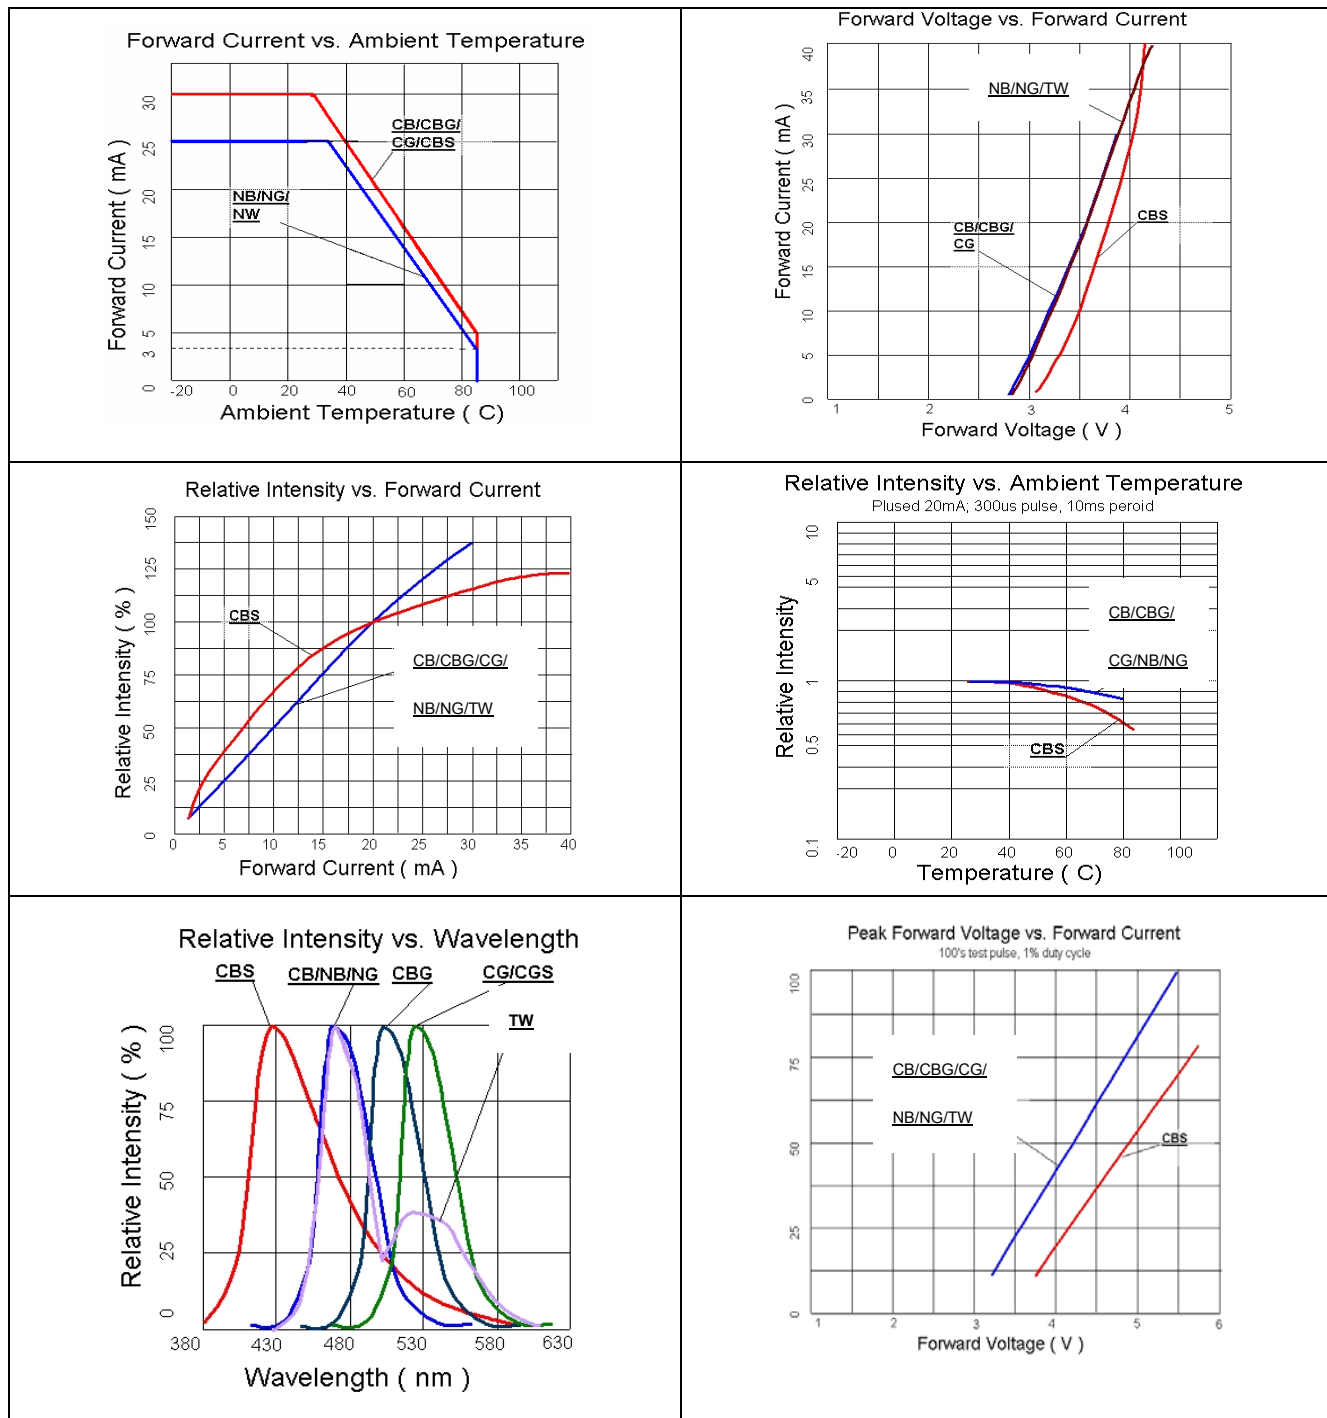 Forward Current vs. Ambient Temperature
Forward Current ( mA )
30
25
20
15
10
5
3
0
CB/CBG/
CG/CBS
NB/NG/
NW
-20 0 20 40 60 80 100
Ambient Temperature ( C)
Forward Voltage vs. Forward Current
Forward Current ( mA )
40
35
30
25
20
15
10
5
0
NB/NG/TW
CB/CBG/
CG
CBS
1 2 3 4 5
Forward Voltage ( V )
Relative Intensity vs. Forward Current
Relative Intensity ( % )
150
125
100
75
50
25
0
CBS
CB/CBG/CG/
NB/NG/TW
0 5 10 15 20 25 30 35 40
Forward Current ( mA )
Relative Intensity vs. Ambient Temperature
Plused 20mA; 300us pulse, 10ms peroid
Relative Intensity
10
5
1
0.5
0.1
CB/CBG/
CG/NB/NG
CBS
-20 0 20 40 60 80 100
Temperature ( C)
Relative Intensity vs. Wavelength
CBS CB/NB/NG CBG CG/CGS
TW
Relative Intensity ( % )
100
75
50
25
0
380 430 480 530 580 630
Wavelength ( nm )
Peak Forward Voltage vs. Forward Current
100's test pulse, 1% duty cycle
100
75
50
25
0
CB/CBG/CG/
NB/NG/TW
CBS
1 2 3 4 5 6
Forward Voltage ( V )